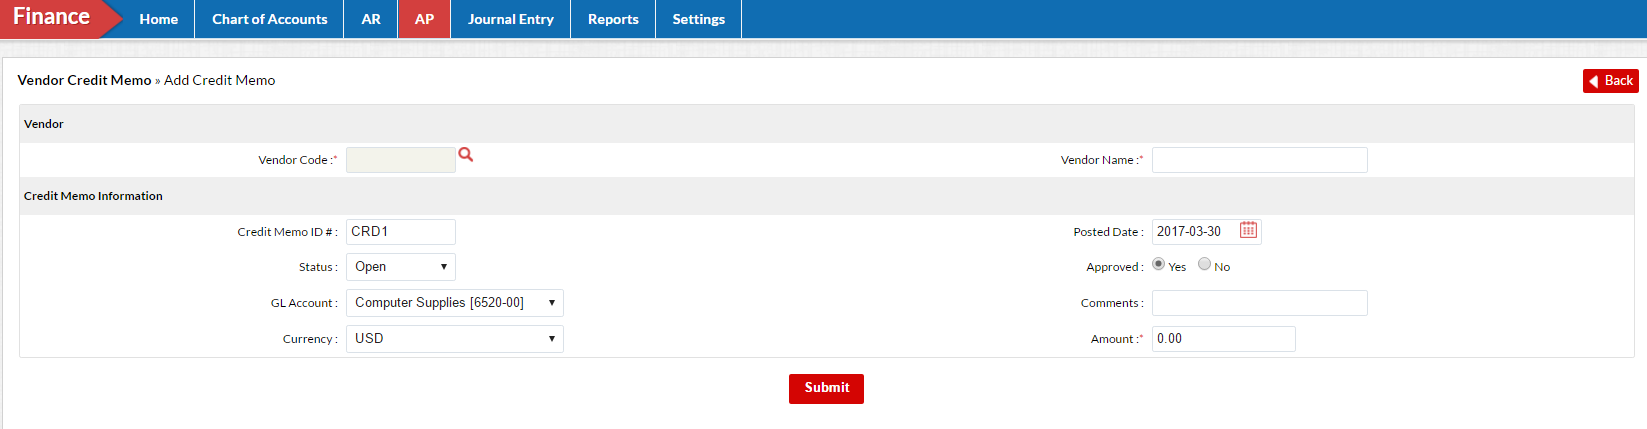 Finance Home Chart of Accounts AR AP Journal Entry Reports Settings
Vendor Credit Memo » Add Credit Memo Back
Vendor
Vendor Code :* Vendor Name :*
Credit Memo Information
Credit Memo ID # : CRD1 Posted Date : 2017-03-30
Status : Open Approved : Yes No
GL Account : Computer Supplies [6520-00] Comments :
Currency : USD Amount :* 0.00
Submit